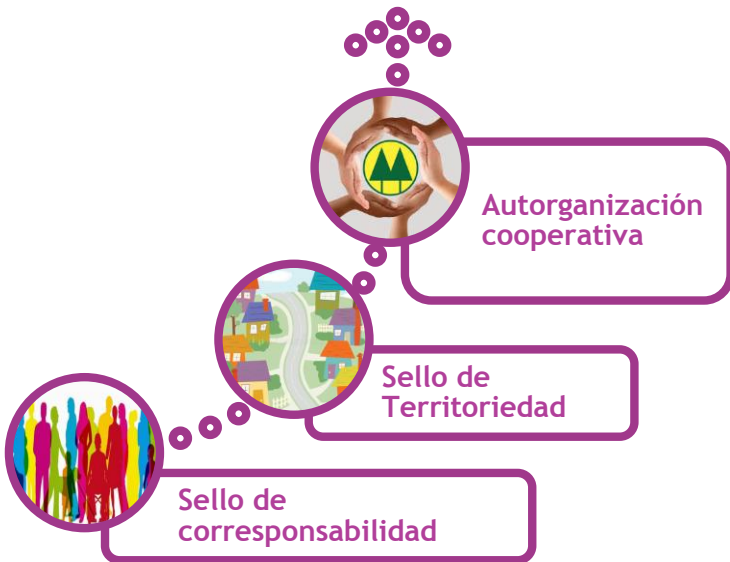 Autorganización
cooperativa
Sello de
Territoriedad
Sello de
corresponsabilidad